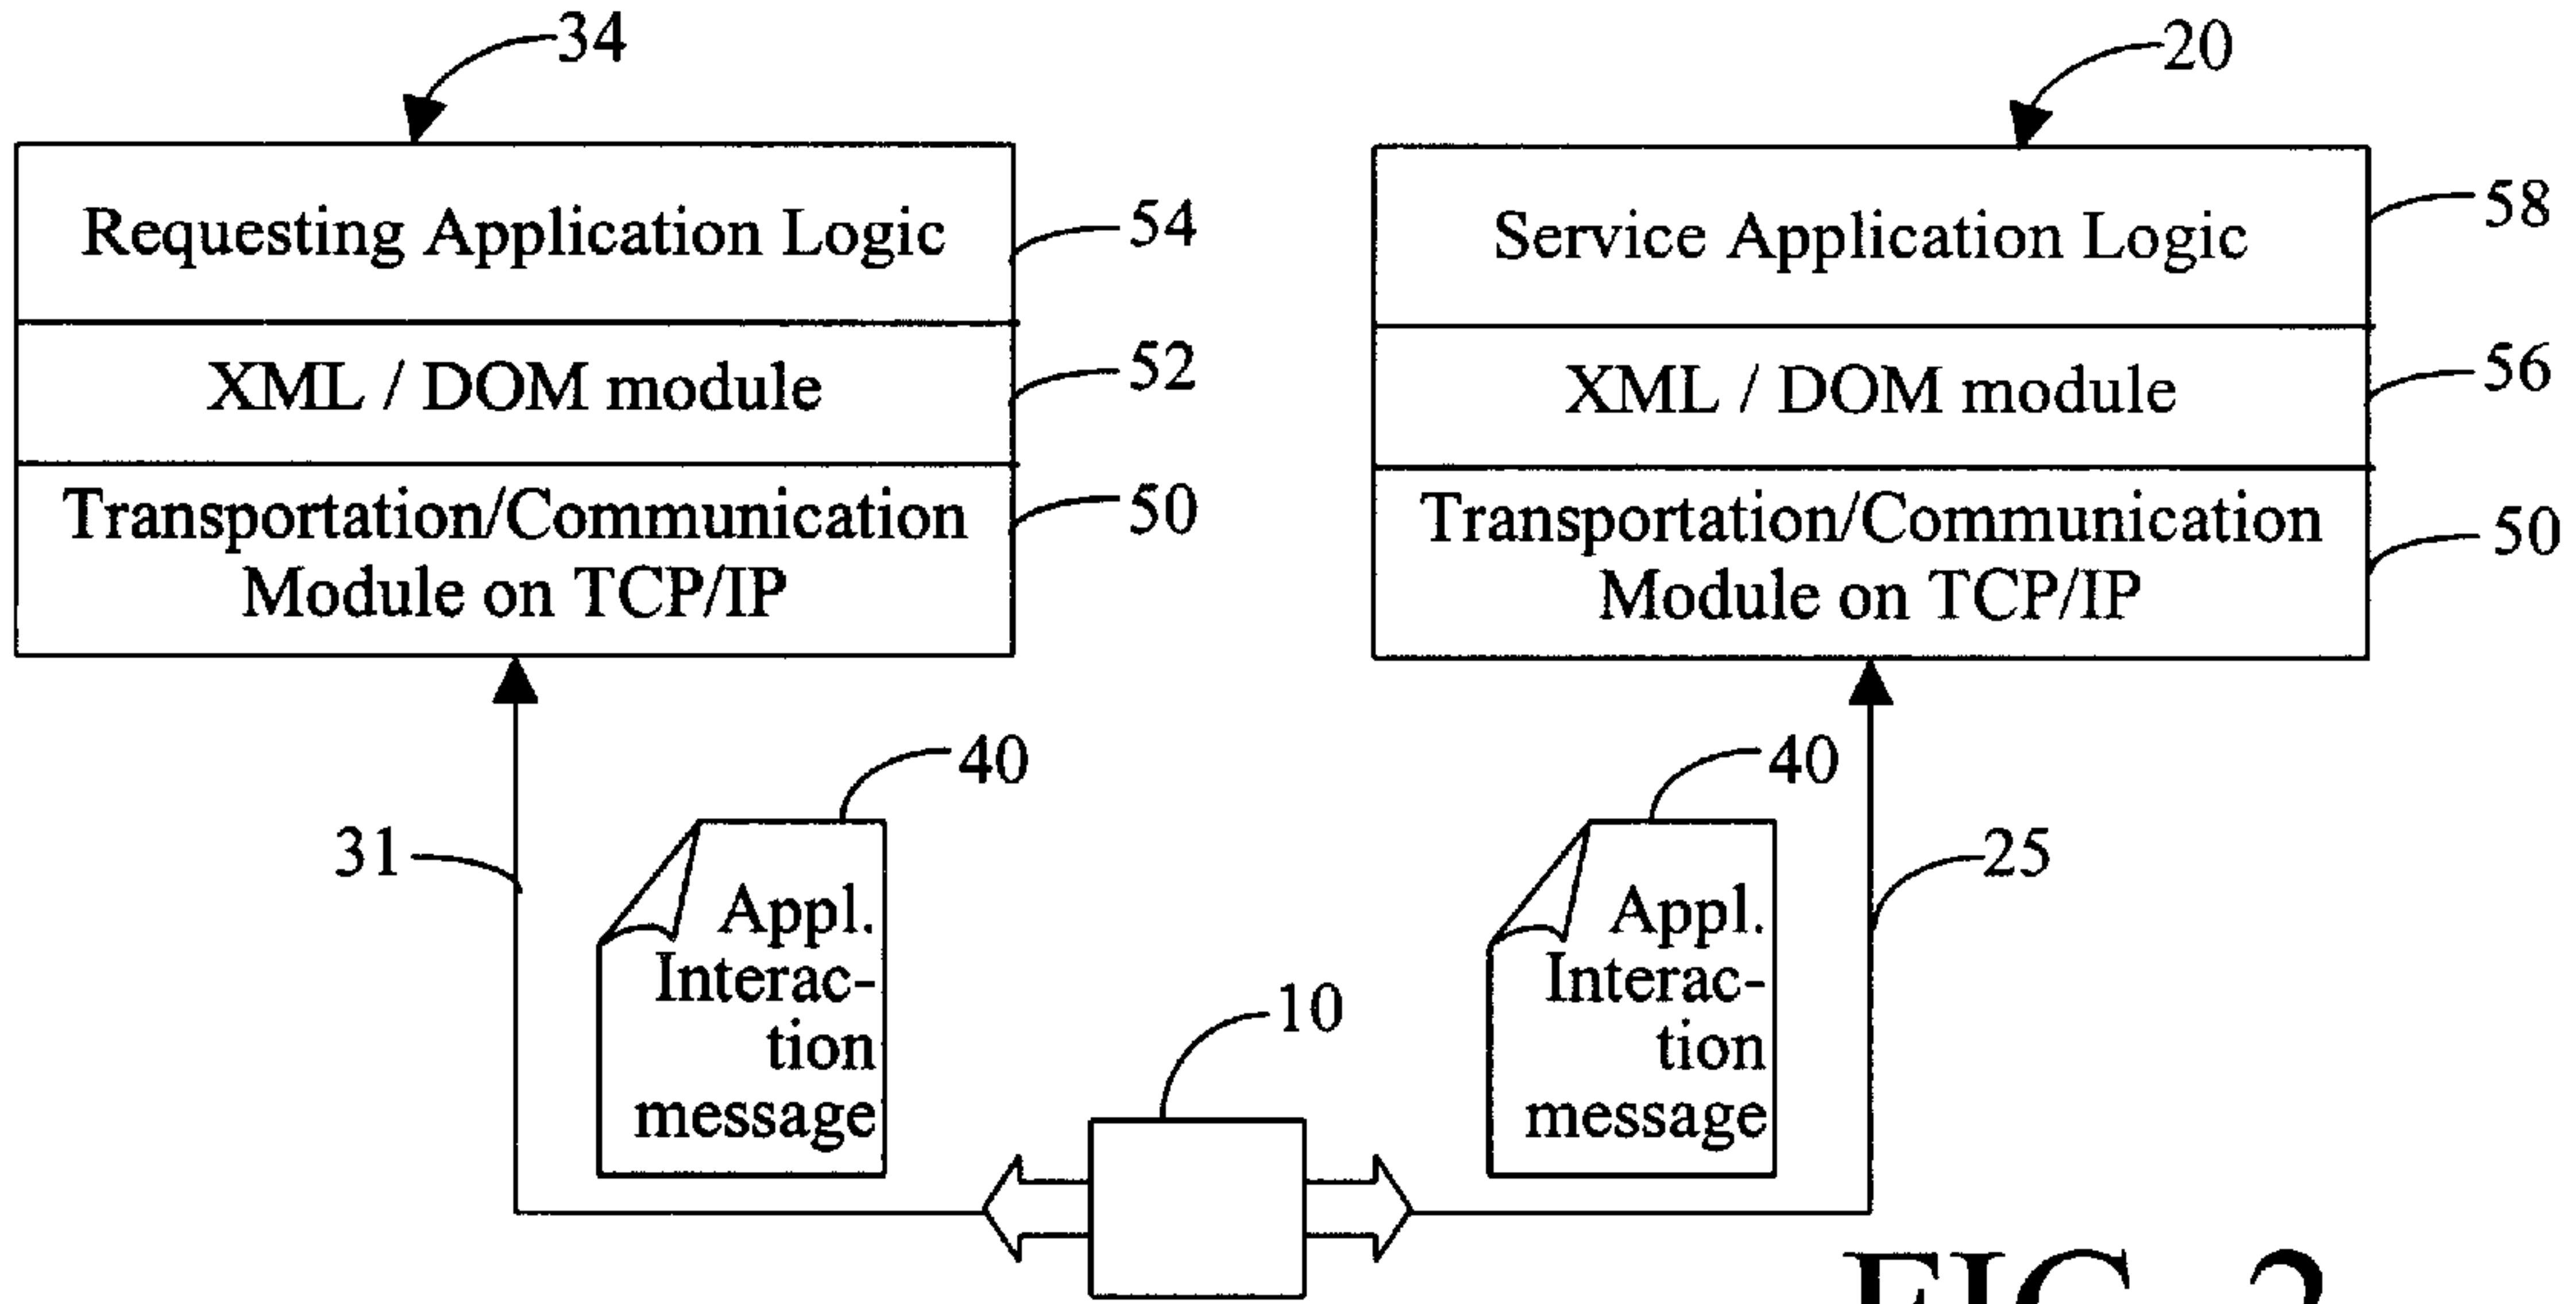 34
20
Requesting Application Logic
54
Service Application Logic
58
XML / DOM module
52
XML / DOM module
56
Transportation/Communication
Module on TCP/IP
50
Transportation/Communication
Module on TCP/IP
50
40
40
31
25
Appl.
Interac-
tion
message
Appl.
Interac-
tion
message
10